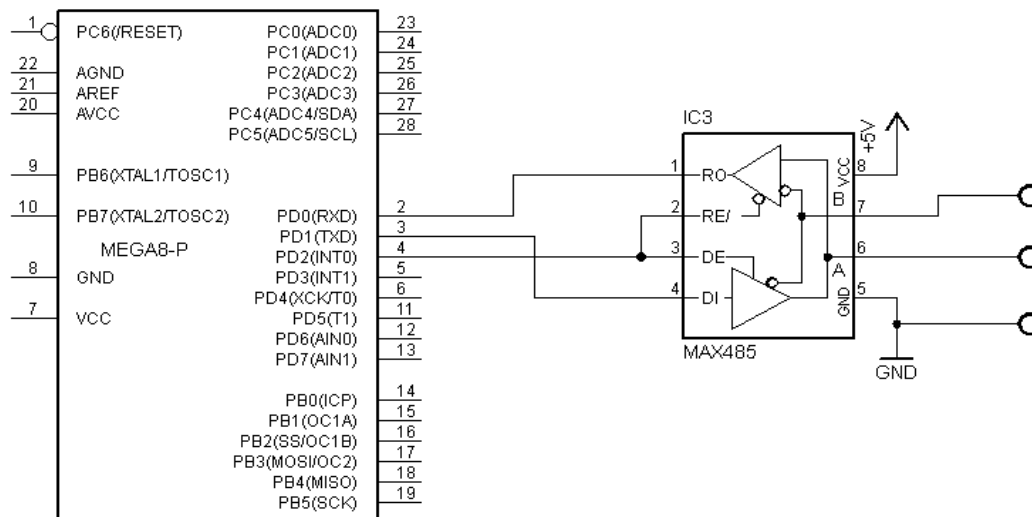 1 PC6(/RESET)
22 AGND
21 AREF
20 AVCC
9 PB6(XTAL1/TOSC1)
10 PB7(XTAL2/TOSC2)
MEGA8-P
8 GND
7 VCC
PC0(ADC0) 23
PC1(ADC1) 24
PC2(ADC2) 25
PC3(ADC3) 26
PC4(ADC4/SDA) 27
PC5(ADC5/SCL) 28
PD0(RXD) 2
PD1(TXD) 3
PD2(INT0) 4
PD3(INT1) 5
PD4(XCK/T0) 6
PD5(T1) 11
PD6(AIN0) 12
PD7(AIN1) 13
PB0(ICP) 14
PB1(OC1A) 15
PB2(SS/OC1B) 16
PB3(MOSI/OC2) 17
PB4(MISO) 18
PB5(SCK) 19
IC3
1 RO
2 RE/
3 DE
4 DI
VCC 8
+5V
B 7
A 6
GND 5
MAX485
GND